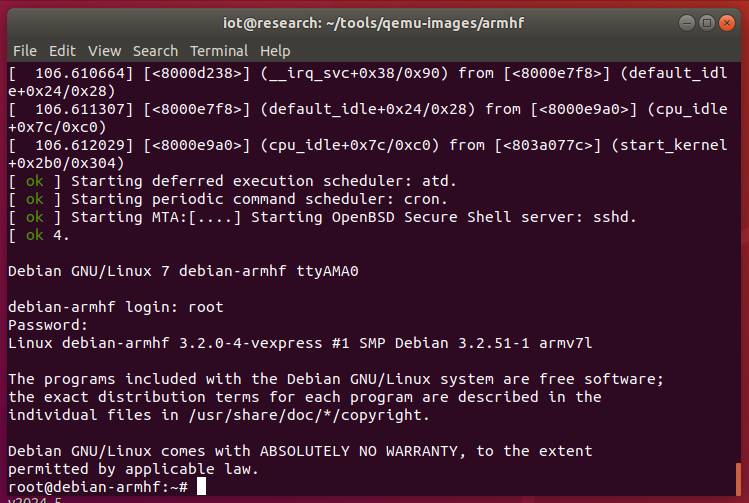 iot@research: ~/tools/qemu-images/armhf
File Edit View Search Terminal Help
[  106.610664] [<8000d238>] (__irq_svc+0x38/0x90) from [<8000e7f8>] (default_idl
e+0x24/0x28)
[  106.611307] [<8000e7f8>] (default_idle+0x24/0x28) from [<8000e9a0>] (cpu_idle
+0x7c/0xc0)
[  106.612029] [<8000e9a0>] (cpu_idle+0x7c/0xc0) from [<803a077c>] (start_kernel
+0x2b0/0x304)
[ ok ] Starting deferred execution scheduler: atd.
[ ok ] Starting periodic command scheduler: cron.
[ ok ] Starting MTA:[....] Starting OpenBSD Secure Shell server: sshd.
[ ok 4.
Debian GNU/Linux 7 debian-armhf ttyAMA0
debian-armhf login: root
Password:
Linux debian-armhf 3.2.0-4-vexpress #1 SMP Debian 3.2.51-1 armv7l
The programs included with the Debian GNU/Linux system are free software;
the exact distribution terms for each program are described in the
individual files in /usr/share/doc/*/copyright.
Debian GNU/Linux comes with ABSOLUTELY NO WARRANTY, to the extent
permitted by applicable law.
root@debian-armhf:~#